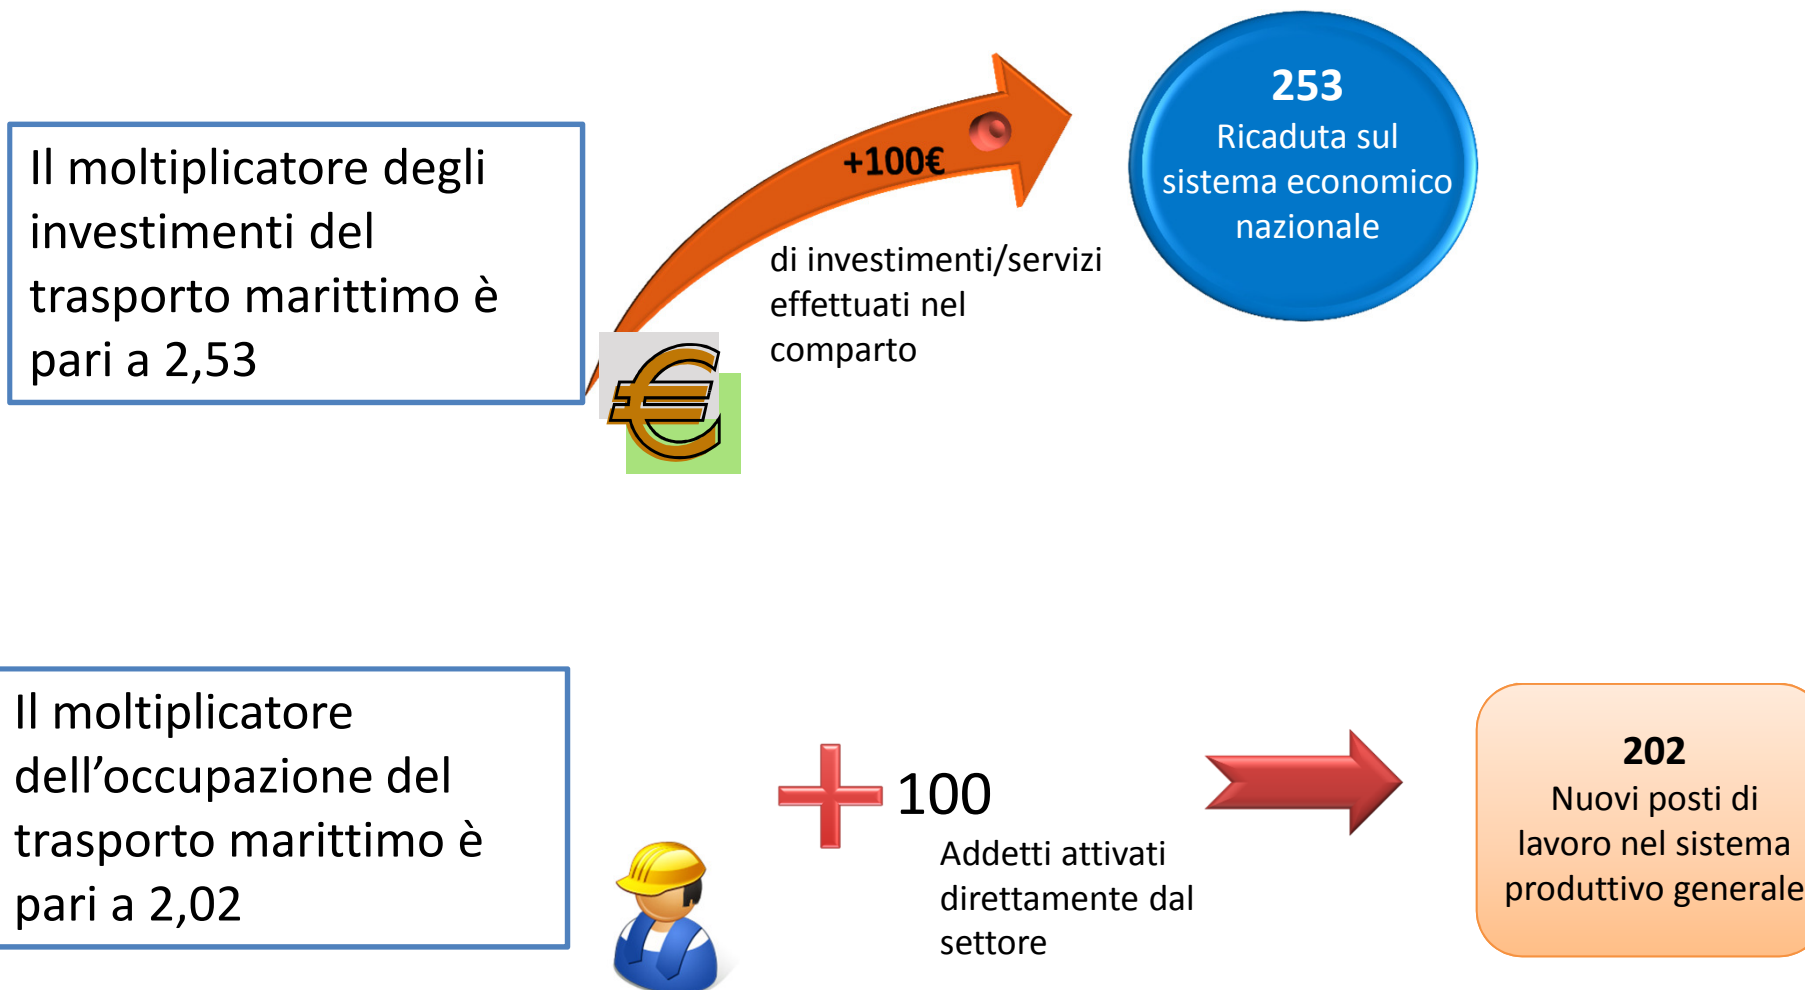 Il moltiplicatore degli
investimenti del
trasporto marittimo è
pari a 2,53
+100€
di investimenti/servizi
effettuati nel
comparto
€
253
Ricaduta sul
sistema economico
nazionale
Il moltiplicatore
dell’occupazione del
trasporto marittimo è
pari a 2,02
100
Addetti attivati
direttamente dal
settore
202
Nuovi posti di
lavoro nel sistema
produttivo generale